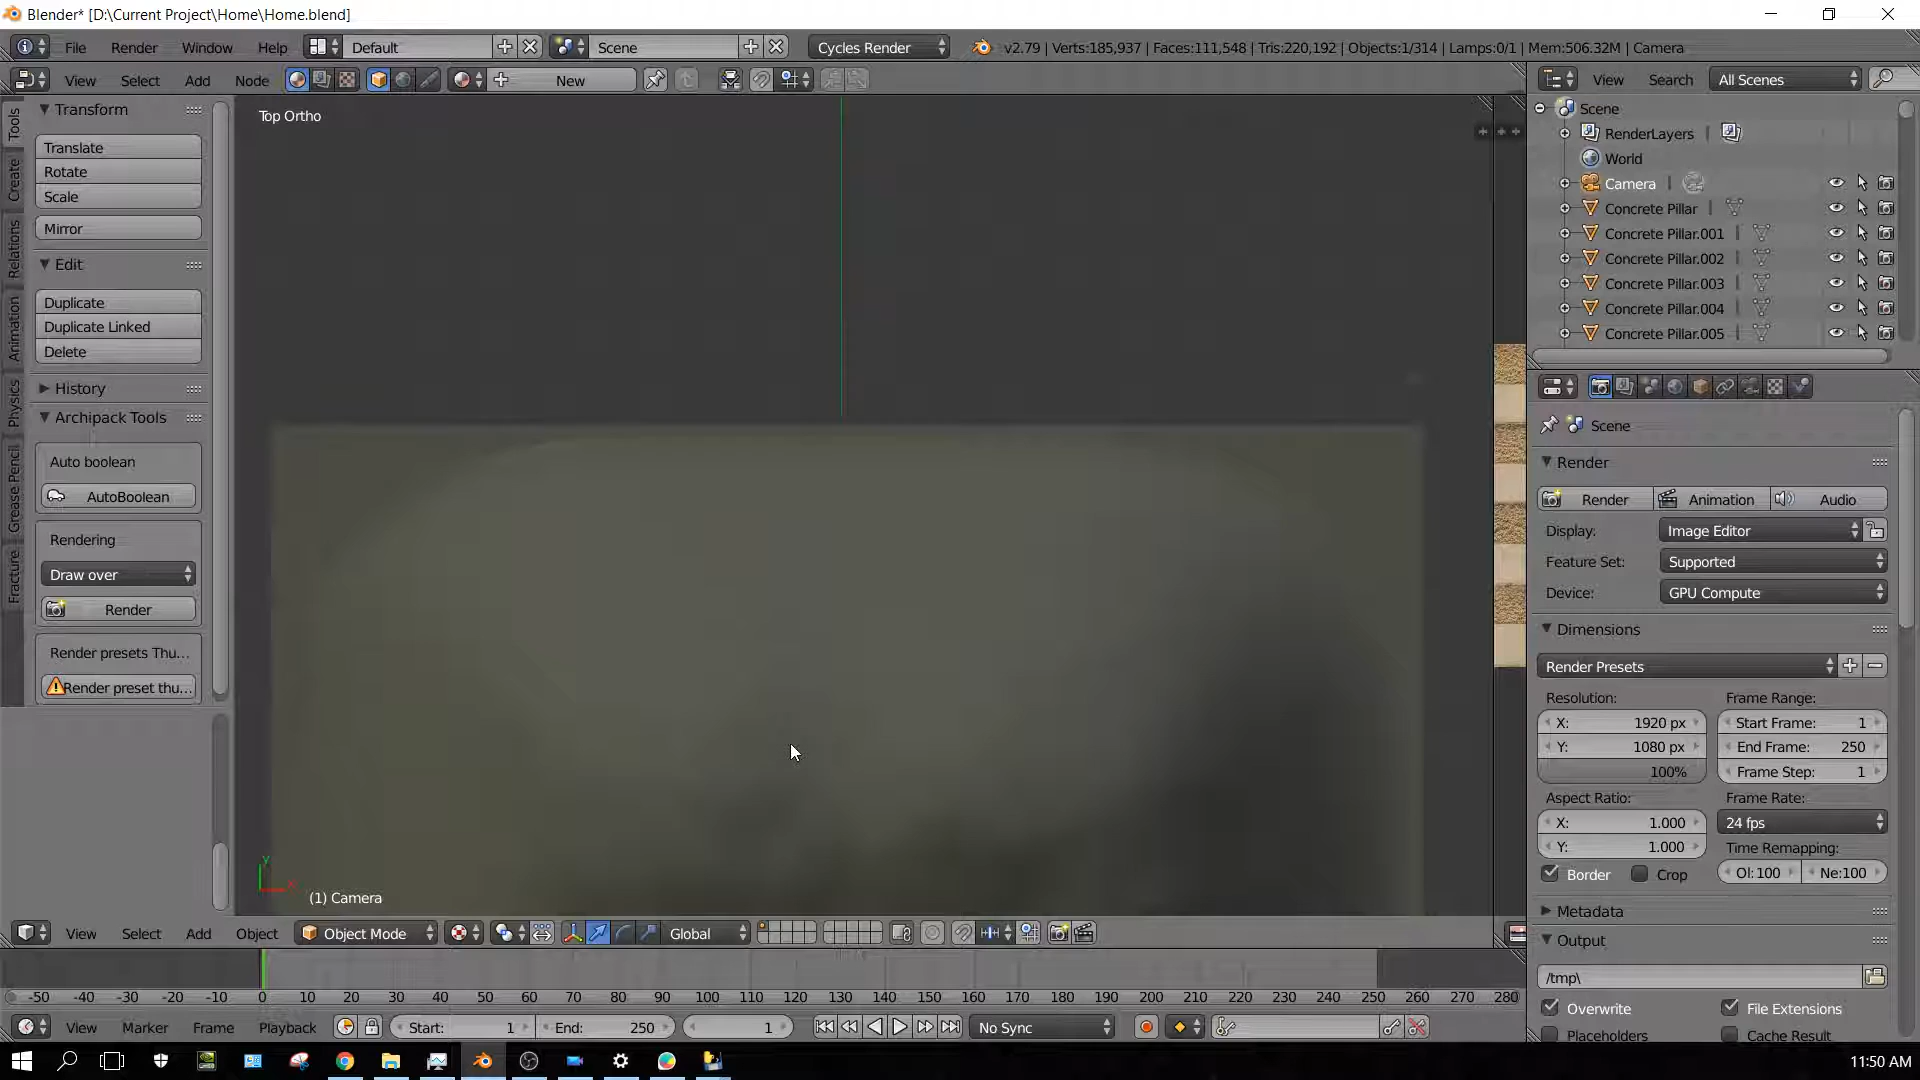 Blender* [D:\Current Project\Home\Home.blend]
File Render Window Help Default Scene Cycles Render v2.79 | Verts:185,937 | Faces:111,548 | Tris:220,192 | Objects:1/314 | Lamps:0/1 | Mem:506.32M | Camera
View Select Add Node New
View Search All Scenes
Tools
Create
Relations
Animation
Physics
Grease Pencil
Fracture
Transform
Translate
Rotate
Scale
Mirror
Edit
Duplicate
Duplicate Linked
Delete
History
Archipack Tools
Auto boolean
AutoBoolean
Rendering
Draw over
Render
Render presets Thu...
Render preset thu...
Top Ortho
y
x
(1) Camera
Scene
RenderLayers
World
Camera
Concrete Pillar
Concrete Pillar.001
Concrete Pillar.002
Concrete Pillar.003
Concrete Pillar.004
Concrete Pillar.005
Scene
Render
Render Animation Audio
Display: Image Editor
Feature Set: Supported
Device: GPU Compute
Dimensions
Render Presets
Resolution: Frame Range:
X: 1920 px Start Frame: 1
Y: 1080 px End Frame: 250
100% Frame Step: 1
Aspect Ratio: Frame Rate:
X: 1.000 24 fps
Y: 1.000 Time Remapping:
Border Crop Ol:100 Ne:100
Metadata
Output
/tmp\
Overwrite File Extensions
Placeholders Cache Result
View Select Add Object Object Mode Global
-50 -40 -30 -20 -10 0 10 20 30 40 50 60 70 80 90 100 110 120 130 140 150 160 170 180 190 200 210 220 230 240 250 260 270 280
View Marker Frame Playback Start: 1 End: 250 1 No Sync
11:50 AM